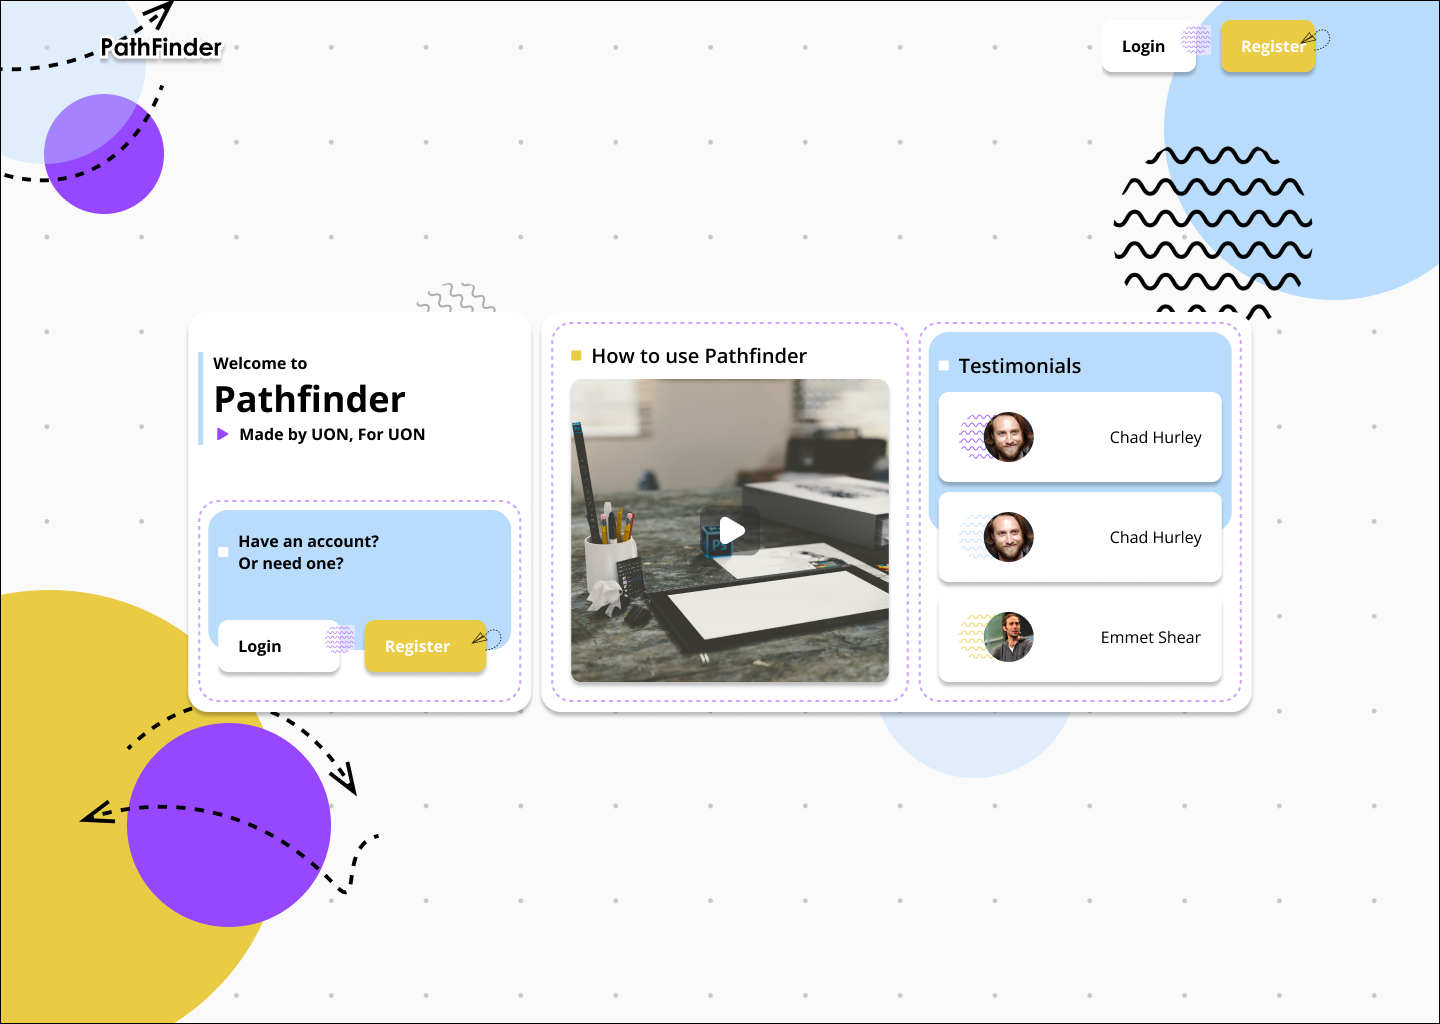 PathFinder
Login
Register
Welcome to
Pathfinder
Made by UON, For UON
Have an account?
Or need one?
Login
Register
How to use Pathfinder
Ps
Testimonials
Chad Hurley
Chad Hurley
Emmet Shear